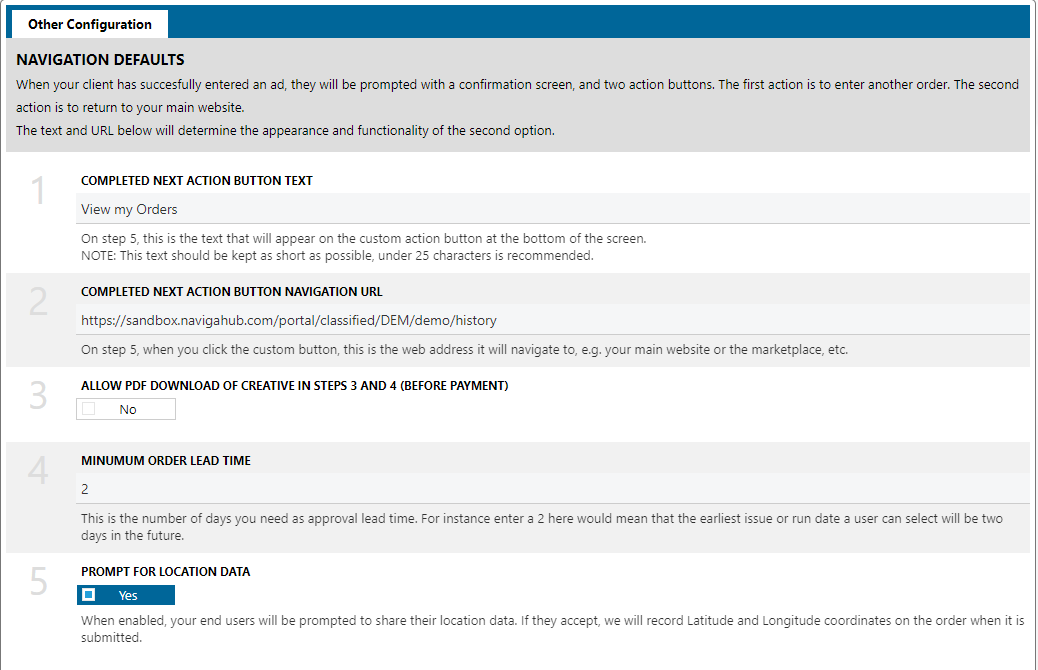 Other Configuration
NAVIGATION DEFAULTS
When your client has succesfully entered an ad, they will be prompted with a confirmation screen, and two action buttons. The first action is to enter another order. The second
action is to return to your main website.
The text and URL below will determine the appearance and functionality of the second option.
1
COMPLETED NEXT ACTION BUTTON TEXT
View my Orders
On step 5, this is the text that will appear on the custom action button at the bottom of the screen.
NOTE: This text should be kept as short as possible, under 25 characters is recommended.
2
COMPLETED NEXT ACTION BUTTON NAVIGATION URL
https://sandbox.navigahub.com/portal/classified/DEM/demo/history
On step 5, when you click the custom button, this is the web address it will navigate to, e.g. your main website or the marketplace, etc.
3
ALLOW PDF DOWNLOAD OF CREATIVE IN STEPS 3 AND 4 (BEFORE PAYMENT)
No
4
MINUMUM ORDER LEAD TIME
2
This is the number of days you need as approval lead time. For instance enter a 2 here would mean that the earliest issue or run date a user can select will be two
days in the future.
5
PROMPT FOR LOCATION DATA
Yes
When enabled, your end users will be prompted to share their location data. If they accept, we will record Latitude and Longitude coordinates on the order when it is
submitted.